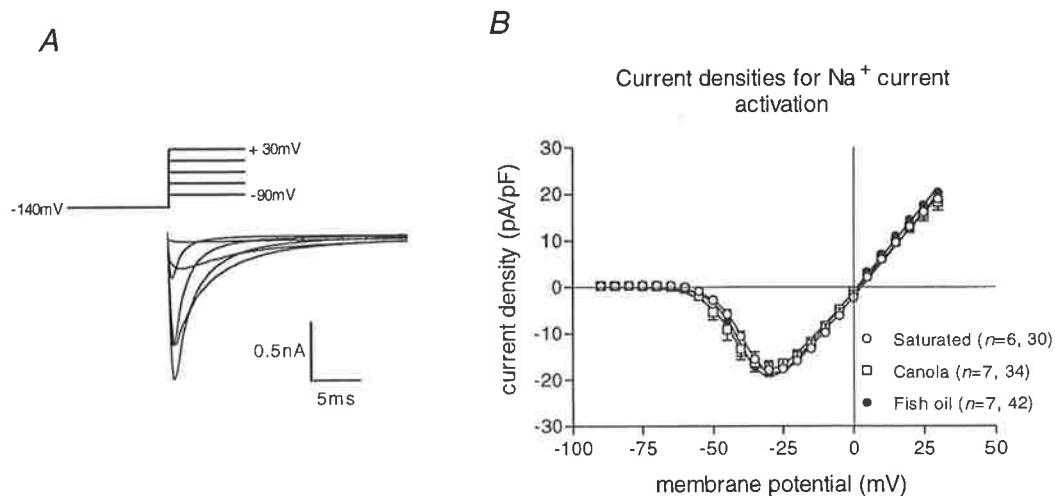 A
+ 30mV
-90mV
-140mV
0.5nA
5ms
B
Current densities for Na+ current
activation
current density (pA/pF)
30
20
10
0
-10
-20
-30
-100
-75
-50
-25
0
25
50
membrane potential (mV)
Saturated (n=6, 30)
Canola (n=7, 34)
Fish oil (n=7, 42)